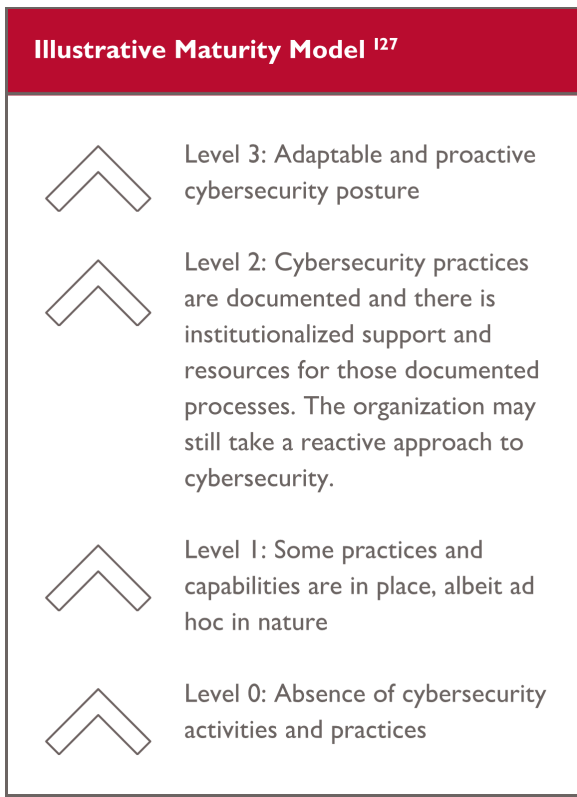 Illustrative Maturity Model 127
Level 3: Adaptable and proactive
cybersecurity posture
Level 2: Cybersecurity practices
are documented and there is
institutionalized support and
resources for those documented
processes. The organization may
still take a reactive approach to
cybersecurity.
Level 1: Some practices and
capabilities are in place, albeit ad
hoc in nature
Level 0: Absence of cybersecurity
activities and practices